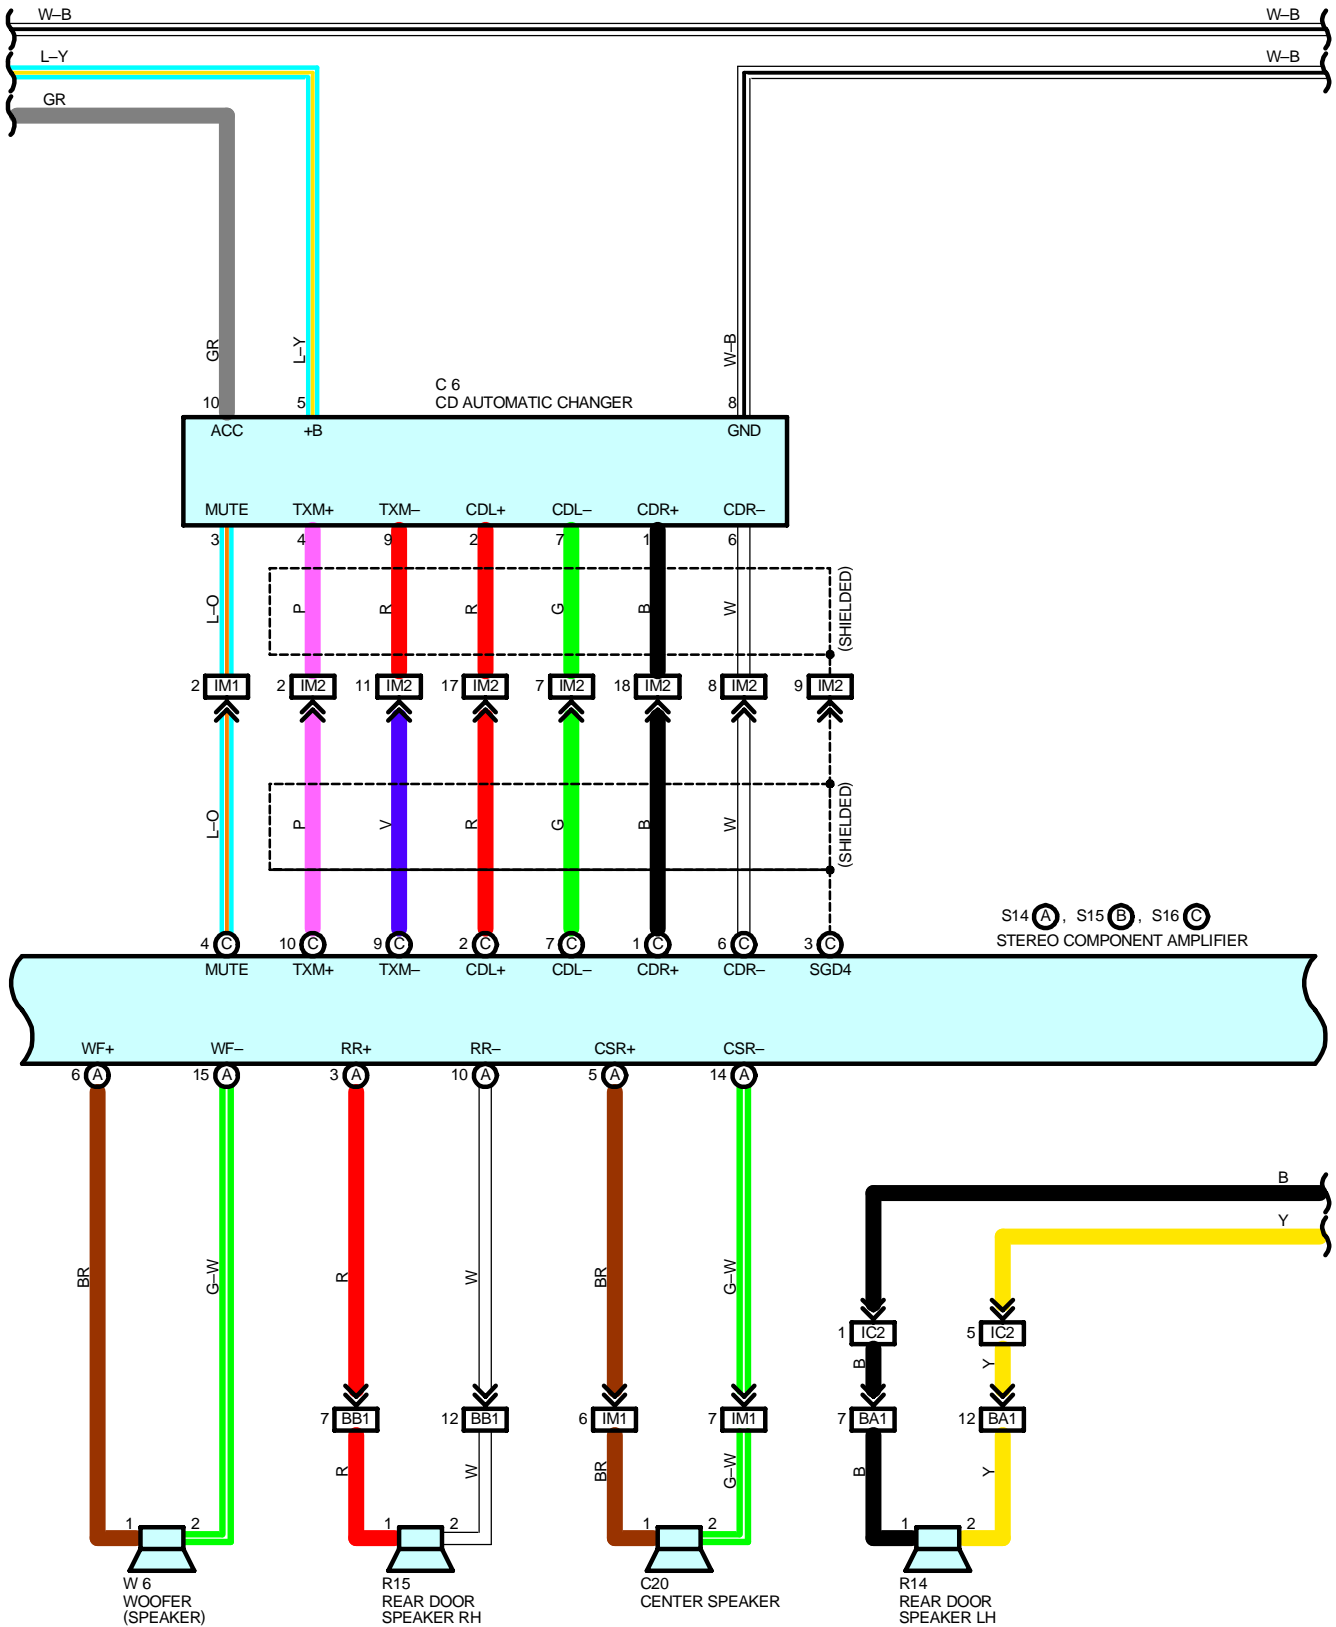 W–B W–B
L–Y W–B
GR
GR L–Y W–B
C 6
CD AUTOMATIC CHANGER
10 5 8
ACC +B GND
MUTE TXM+ TXM– CDL+ CDL– CDR+ CDR–
3 4 9 2 7 1 6
L–O P R R G B W (SHIELDED)
2 IM1 2 IM2 11 IM2 17 IM2 7 IM2 18 IM2 8 IM2 9 IM2
L–O P V R G B W (SHIELDED)
S14 A , S15 B , S16 C
STEREO COMPONENT AMPLIFIER
4 C 10 C 9 C 2 C 7 C 1 C 6 C 3 C
MUTE TXM+ TXM– CDL+ CDL– CDR+ CDR– SGD4
WF+ WF– RR+ RR– CSR+ CSR–
6 A 15 A 3 A 10 A 5 A 14 A
B
Y
BR G–W R W BR G–W
1 IC2 5 IC2
B Y
7 BB1 12 BB1 6 IM1 7 IM1 7 BA1 12 BA1
R W BR G–W B Y
1 2 1 2 1 2 1 2
W 6
WOOFER
(SPEAKER)
R15
REAR DOOR
SPEAKER RH
C20
CENTER SPEAKER
R14
REAR DOOR
SPEAKER LH